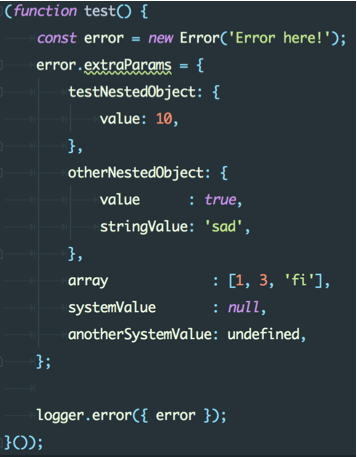 (function test() {
    const error = new Error('Error here!');
    error.extraParams = {
        testNestedObject: {
            value: 10,
        },
        otherNestedObject: {
            value      : true,
            stringValue: 'sad',
        },
        array             : [1, 3, 'fi'],
        systemValue       : null,
        anotherSystemValue: undefined,
    };

    logger.error({ error });
}());